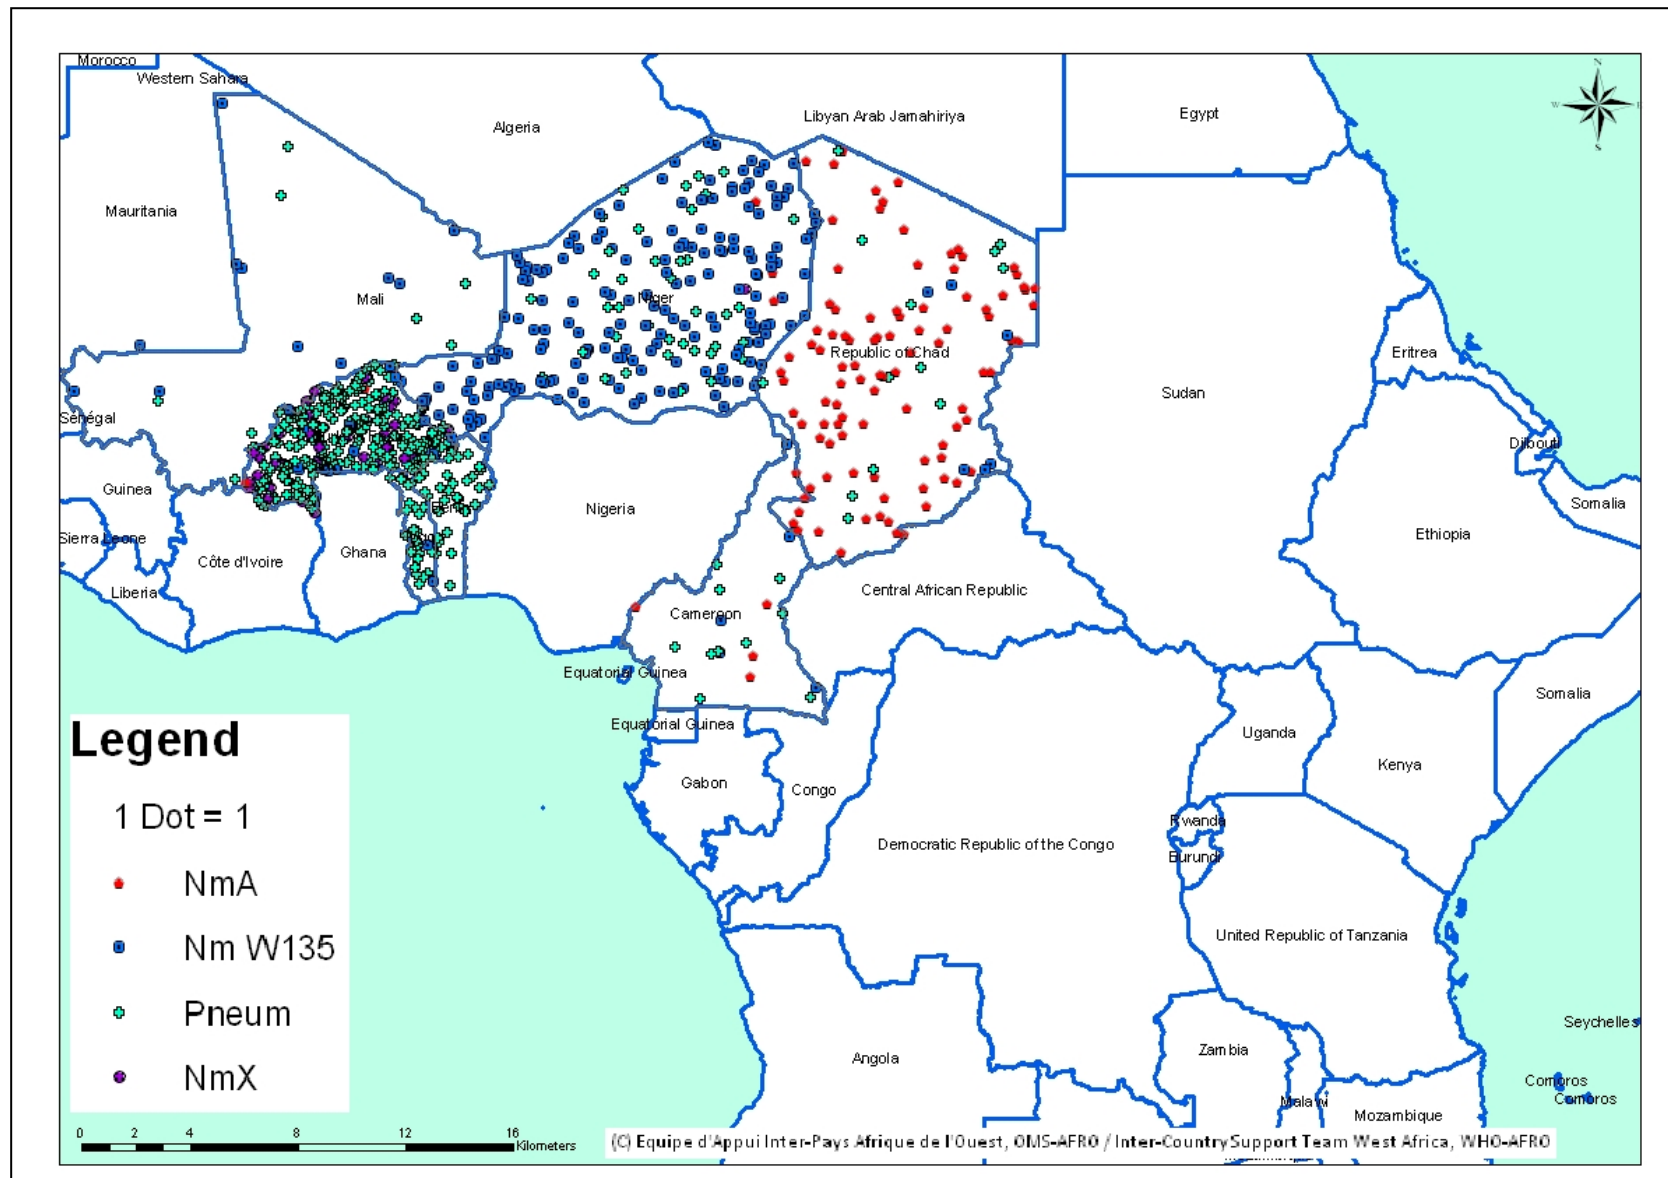 Morocco
Western Sahara
Algeria
Libyan Arab Jamahiriya
Egypt
N
W
S
Mauritania
Mali
Niger
Republic of Chad
Sudan
Eritrea
Sénégal
Djibouti
Guinea
Nigeria
Somalia
Sierra Leone
Côte d'Ivoire
Ghana
Ethiopia
Liberia
Central African Republic
Cameroon
Equatorial Guinea
Somalia
Equatorial Guinea
Uganda
Kenya
Gabon
Congo
Rwanda
Democratic Republic of the Congo
Burundi
United Republic of Tanzania
Seychelles
Angola
Zambia
Comoros
Comoros
Malawi
Mozambique
Legend
1 Dot = 1
NmA
Nm W135
Pneum
NmX
0 2 4 8 12 16
Kilometers
(C) Equipe d'Appui Inter-Pays Afrique de l'Ouest, OMS-AFRO / Inter-Country Support Team West Africa, WHO-AFRO